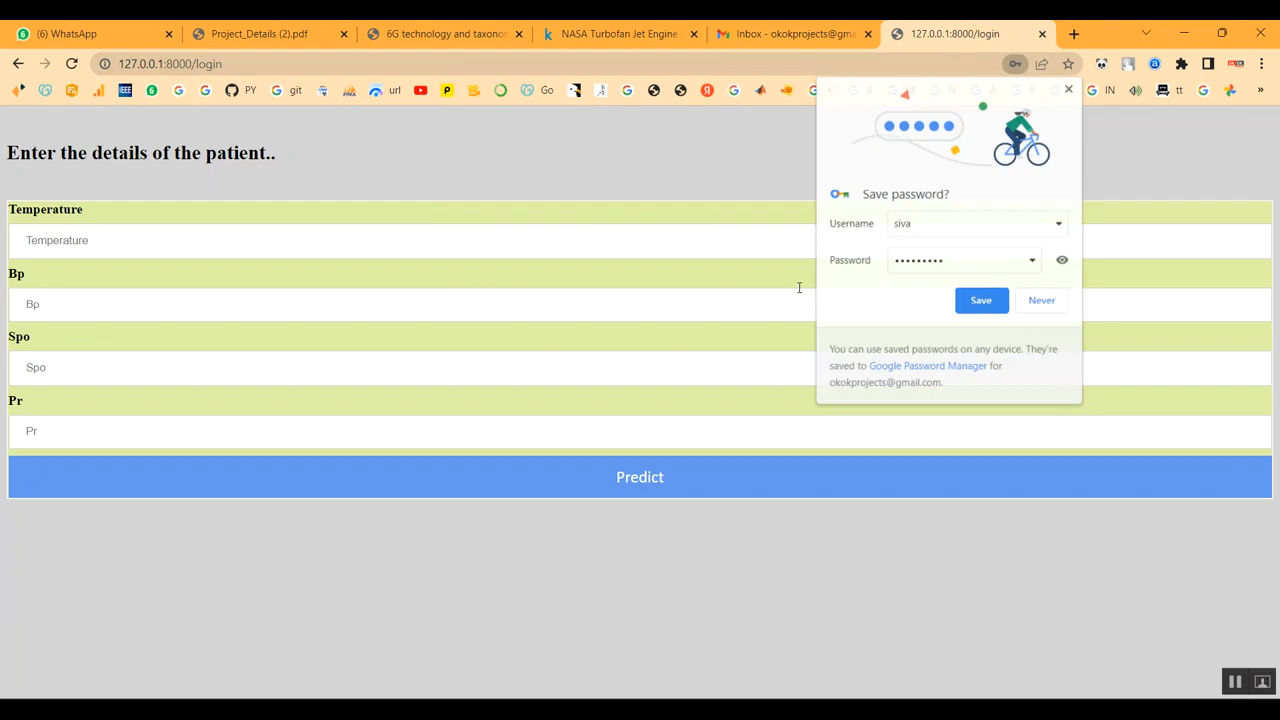 (6) WhatsApp
Project_Details (2).pdf
6G technology and taxonor
NASA Turbofan Jet Engine
Inbox - okokprojects@gma
127.0.0.1:8000/login
127.0.0.1:8000/login
PY
git
url
Go
IN
tt
»
Enter the details of the patient..
Temperature
Temperature
Bp
Bp
Spo
Spo
Pr
Pr
Predict
Save password?
Username
siva
Password
•••••••••
Save
Never
You can use saved passwords on any device. They're
saved to Google Password Manager for
okokprojects@gmail.com.